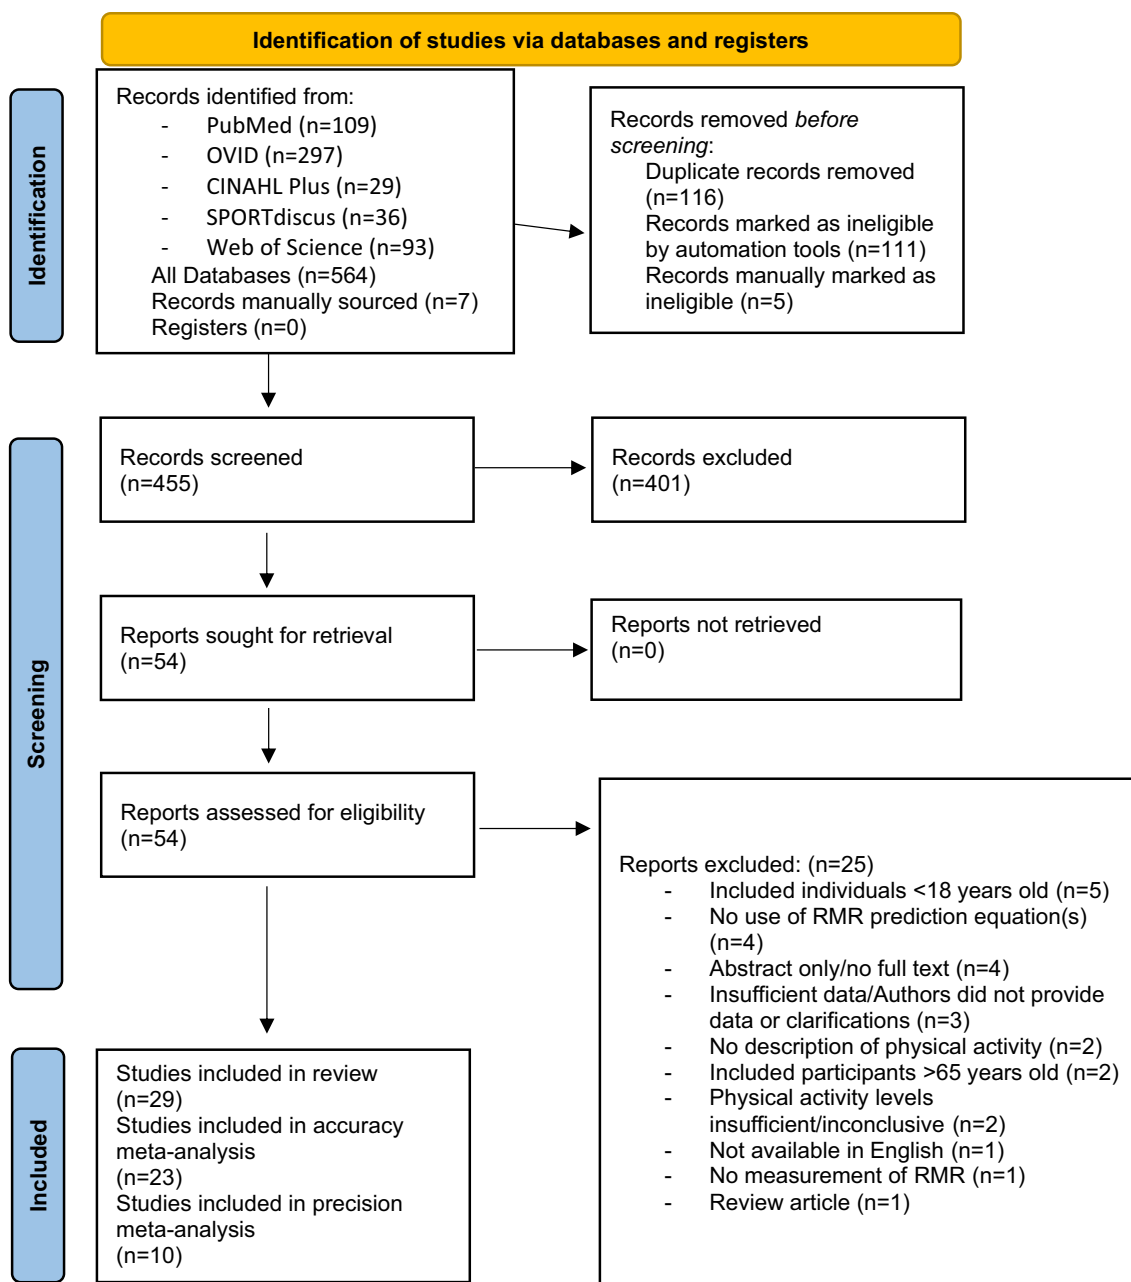 Identification of studies via databases and registers
Identification
Records identified from:
- PubMed (n=109)
- OVID (n=297)
- CINAHL Plus (n=29)
- SPORTdiscus (n=36)
- Web of Science (n=93)
All Databases (n=564)
Records manually sourced (n=7)
Registers (n=0)
Records removed before
screening:
Duplicate records removed
(n=116)
Records marked as ineligible
by automation tools (n=111)
Records manually marked as
ineligible (n=5)
Screening
Records screened
(n=455)
Records excluded
(n=401)
Reports sought for retrieval
(n=54)
Reports not retrieved
(n=0)
Reports assessed for eligibility
(n=54)
Reports excluded: (n=25)
- Included individuals <18 years old (n=5)
- No use of RMR prediction equation(s)
(n=4)
- Abstract only/no full text (n=4)
- Insufficient data/Authors did not provide
data or clarifications (n=3)
- No description of physical activity (n=2)
- Included participants >65 years old (n=2)
- Physical activity levels
insufficient/inconclusive (n=2)
- Not available in English (n=1)
- No measurement of RMR (n=1)
- Review article (n=1)
Included
Studies included in review
(n=29)
Studies included in accuracy
meta-analysis
(n=23)
Studies included in precision
meta-analysis
(n=10)